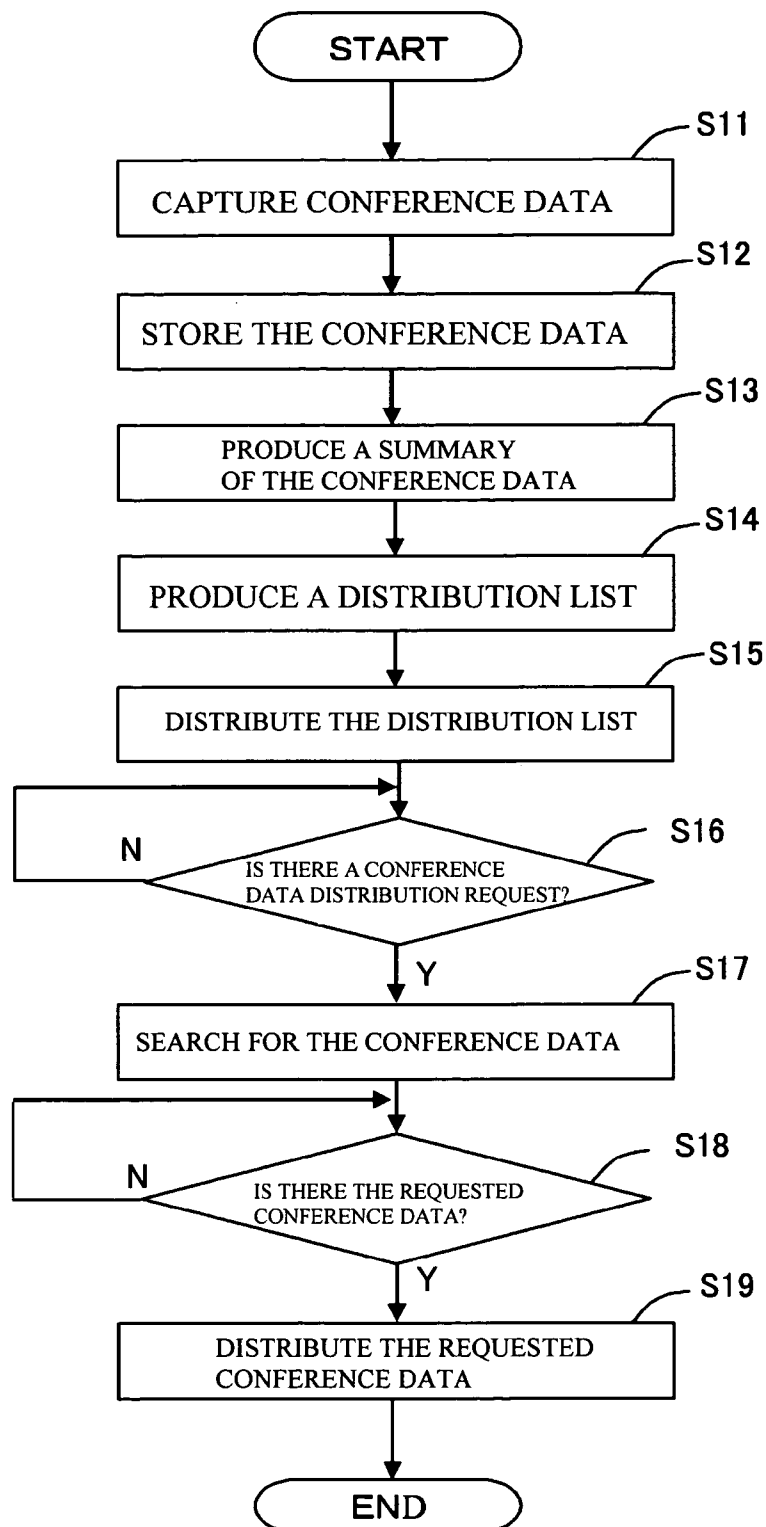 START
S11
CAPTURE CONFERENCE DATA
S12
STORE THE CONFERENCE DATA
S13
PRODUCE A SUMMARY
OF THE CONFERENCE DATA
S14
PRODUCE A DISTRIBUTION LIST
S15
DISTRIBUTE THE DISTRIBUTION LIST
S16
N
IS THERE A CONFERENCE
DATA DISTRIBUTION REQUEST?
Y
S17
SEARCH FOR THE CONFERENCE DATA
S18
N
IS THERE THE REQUESTED
CONFERENCE DATA?
Y
S19
DISTRIBUTE THE REQUESTED
CONFERENCE DATA
END